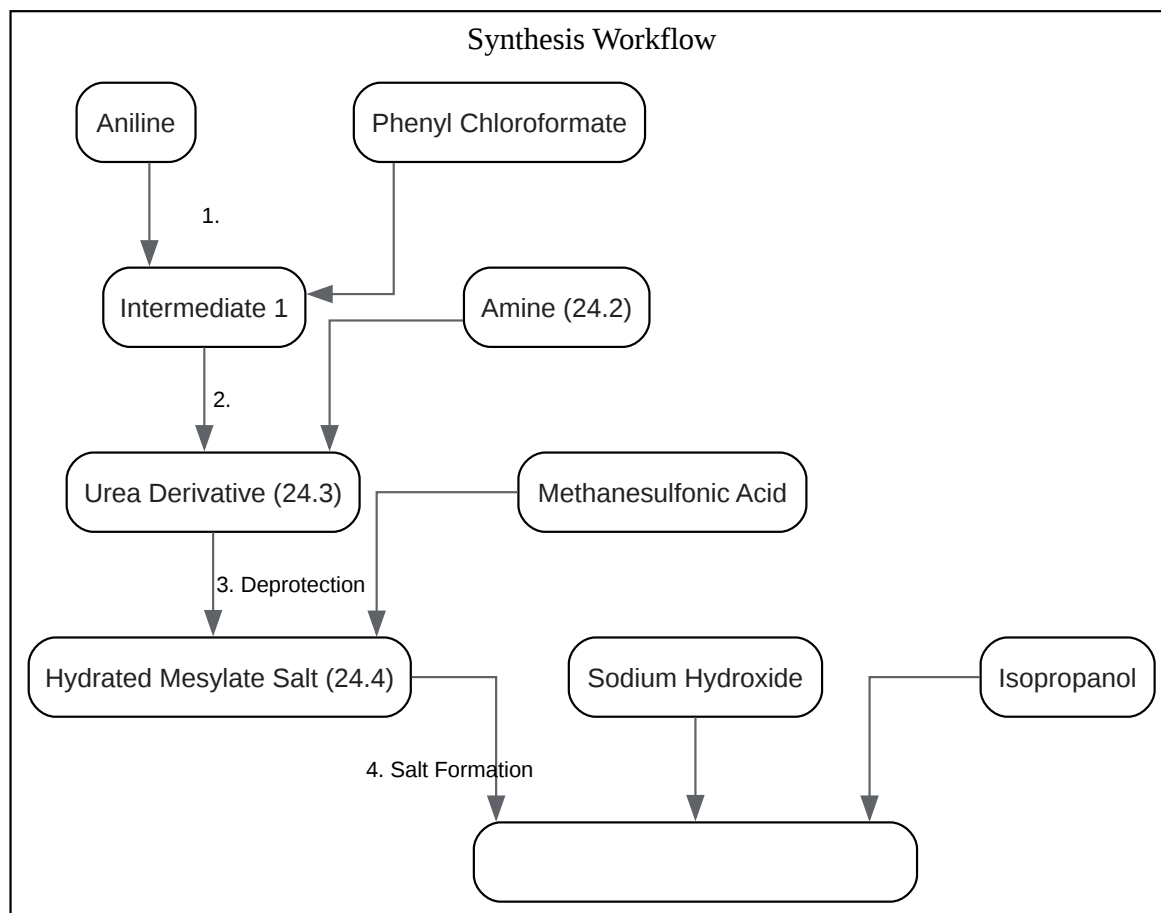 Synthesis Workflow
Aniline
Phenyl Chloroformate
1.
Intermediate 1
Amine (24.2)
2.
Urea Derivative (24.3)
Methanesulfonic Acid
3. Deprotection
Hydrated Mesylate Salt (24.4)
Sodium Hydroxide
Isopropanol
4. Salt Formation